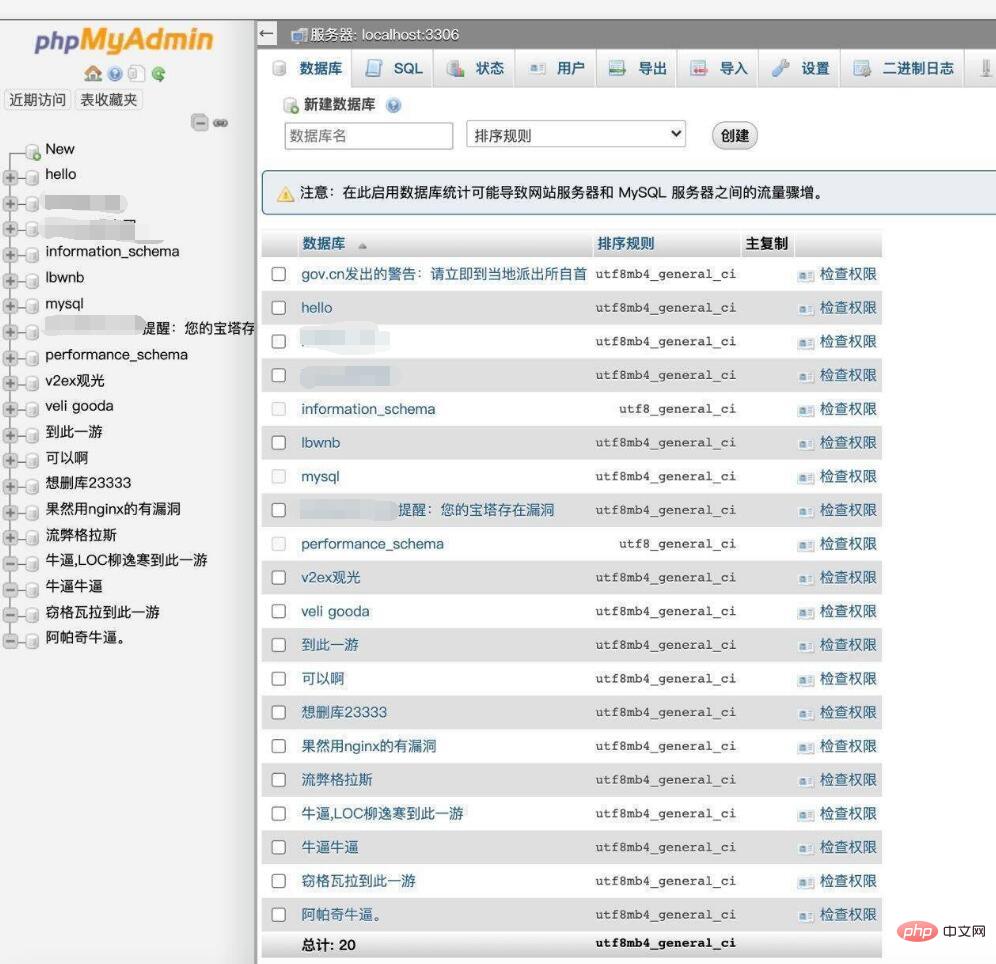 phpMyAdmin
近期访问 表收藏夹
New
hello
information_schema
lbwnb
mysql
提醒：您的宝塔存
performance_schema
v2ex观光
veli gooda
到此一游
可以啊
想删库23333
果然用nginx的有漏洞
流弊格拉斯
牛逼,LOC柳逸寒到此一游
牛逼牛逼
窃格瓦拉到此一游
阿帕奇牛逼。
服务器: localhost:3306
数据库 SQL 状态 用户 导出 导入 设置 二进制日志
新建数据库
数据库名 排序规则 创建
注意：在此启用数据库统计可能导致网站服务器和 MySQL 服务器之间的流量骤增。
数据库 排序规则 主复制
gov.cn发出的警告：请立即到当地派出所自首 utf8mb4_general_ci 检查权限
hello utf8mb4_general_ci 检查权限
utf8mb4_general_ci 检查权限
utf8mb4_general_ci 检查权限
information_schema utf8_general_ci 检查权限
lbwnb utf8mb4_general_ci 检查权限
mysql utf8mb4_general_ci 检查权限
提醒：您的宝塔存在漏洞 utf8mb4_general_ci 检查权限
performance_schema utf8_general_ci 检查权限
v2ex观光 utf8mb4_general_ci 检查权限
veli gooda utf8mb4_general_ci 检查权限
到此一游 utf8mb4_general_ci 检查权限
可以啊 utf8mb4_general_ci 检查权限
想删库23333 utf8mb4_general_ci 检查权限
果然用nginx的有漏洞 utf8mb4_general_ci 检查权限
流弊格拉斯 utf8mb4_general_ci 检查权限
牛逼,LOC柳逸寒到此一游 utf8mb4_general_ci 检查权限
牛逼牛逼 utf8mb4_general_ci 检查权限
窃格瓦拉到此一游 utf8mb4_general_ci 检查权限
阿帕奇牛逼。 utf8mb4_general_ci 检查权限
总计: 20 utf8mb4_general_ci
php 中文网